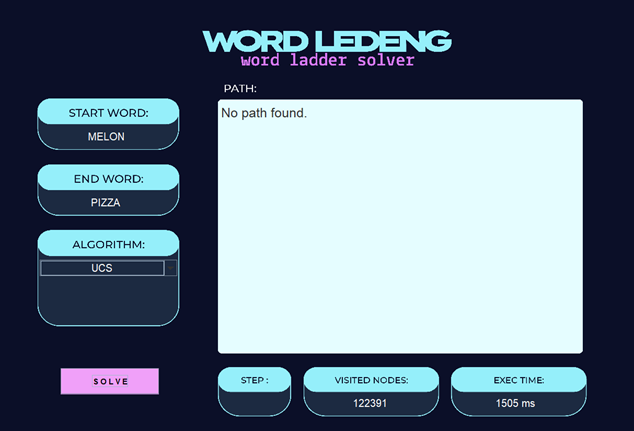 WORD LEDENG
word ladder solver
PATH:
START WORD:
MELON
No path found.
END WORD:
PIZZA
ALGORITHM:
UCS
SOLVE
STEP :
VISITED NODES:
122391
EXEC TIME:
1505 ms